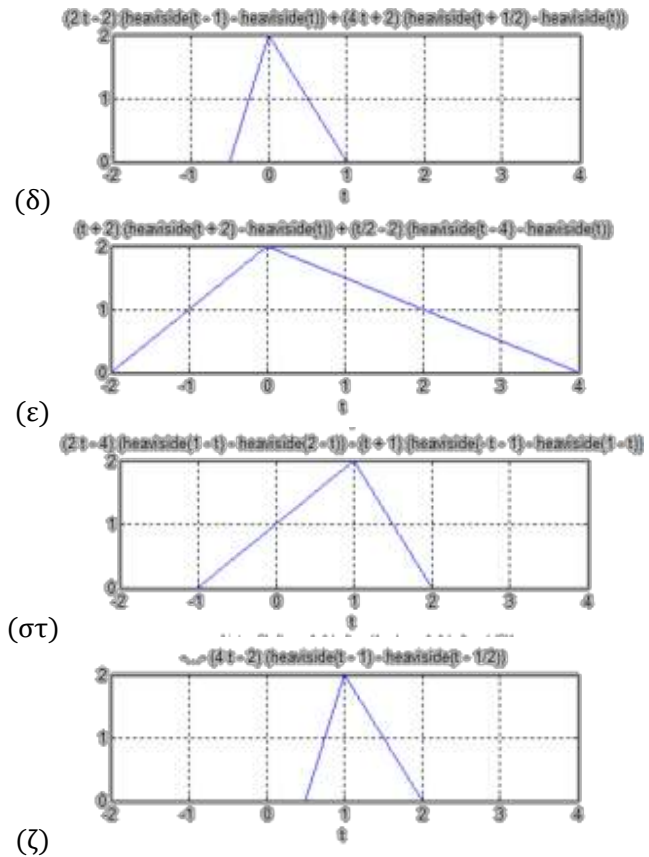 (2 t - 2) (heaviside(t - 1) - heaviside(t)) + (4 t + 2) (heaviside(t + 1/2) - heaviside(t))
2
1
0
-2 -1 0 1 2 3 4
t
(δ)
(t + 2) (heaviside(t + 2) - heaviside(t)) + (t/2 - 2) (heaviside(t - 4) - heaviside(t))
2
1
0
-2 -1 0 1 2 3 4
t
(ε)
(2 t - 4) (heaviside(1 - t) - heaviside(2 - t)) - (t + 1) (heaviside(- t - 1) - heaviside(1 - t))
2
1
0
-2 -1 0 1 2 3 4
t
(στ)
-...- (4 t - 2) (heaviside(t - 1) - heaviside(t - 1/2))
2
1
0
-2 -1 0 1 2 3 4
t
(ζ)